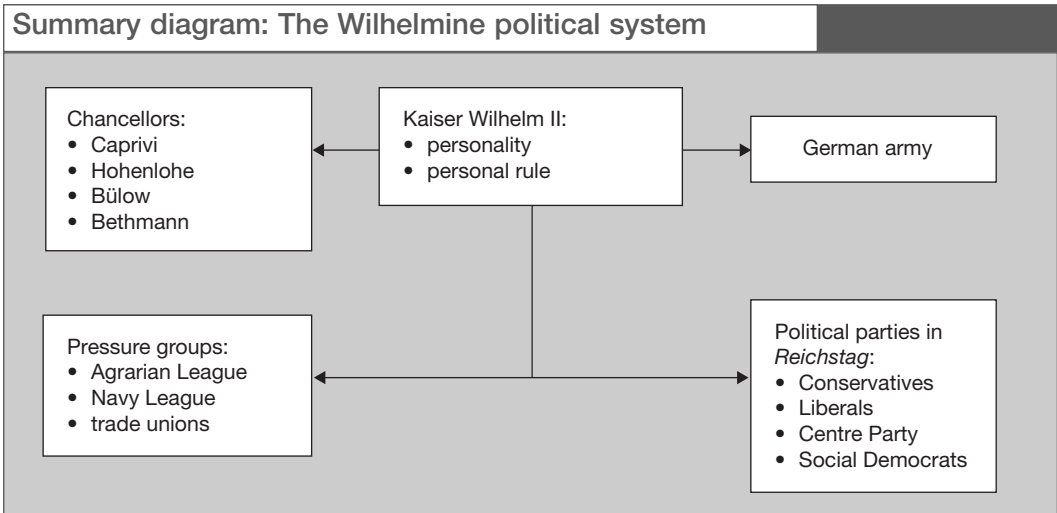 Summary diagram: The Wilhelmine political system
Chancellors:
• Caprivi
• Hohenlohe
• Bülow
• Bethmann
Kaiser Wilhelm II:
• personality
• personal rule
German army
Pressure groups:
• Agrarian League
• Navy League
• trade unions
Political parties in
Reichstag:
• Conservatives
• Liberals
• Centre Party
• Social Democrats